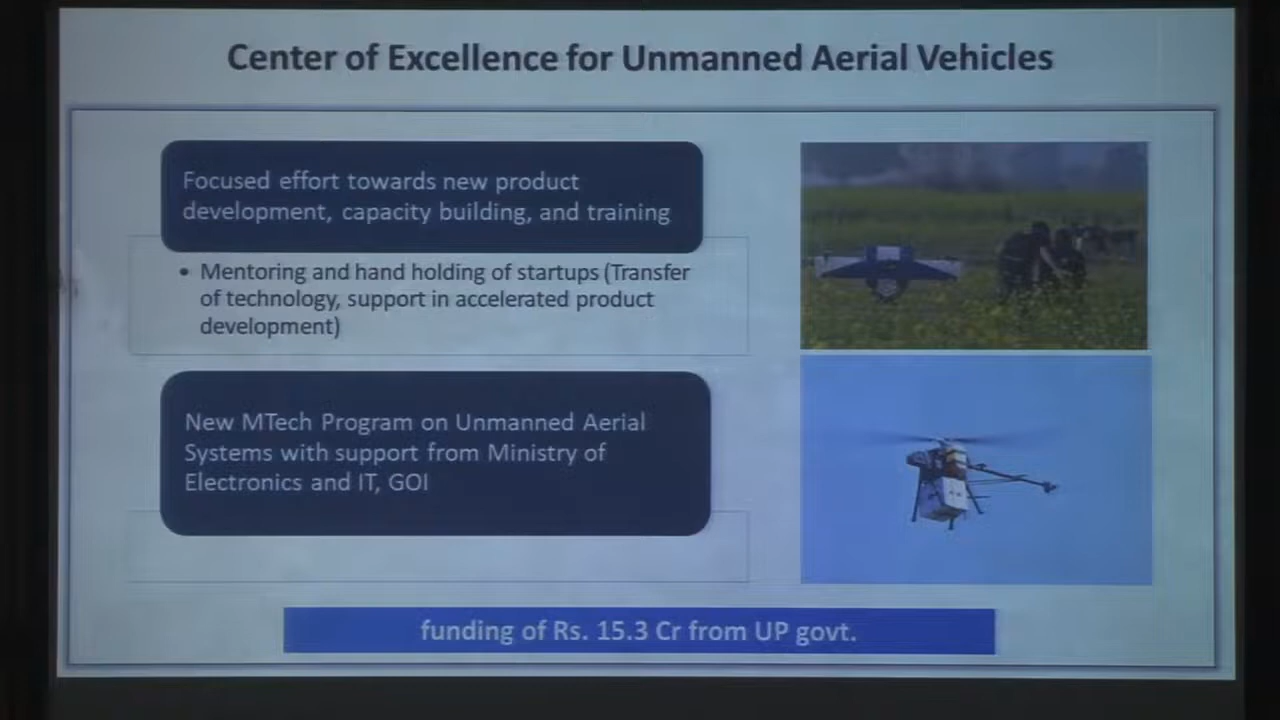 Center of Excellence for Unmanned Aerial Vehicles
Focused effort towards new product
development, capacity building, and training
• Mentoring and hand holding of startups (Transfer
of technology, support in accelerated product
development)
New MTech Program on Unmanned Aerial
Systems with support from Ministry of
Electronics and IT, GOI
funding of Rs. 15.3 Cr from UP govt.